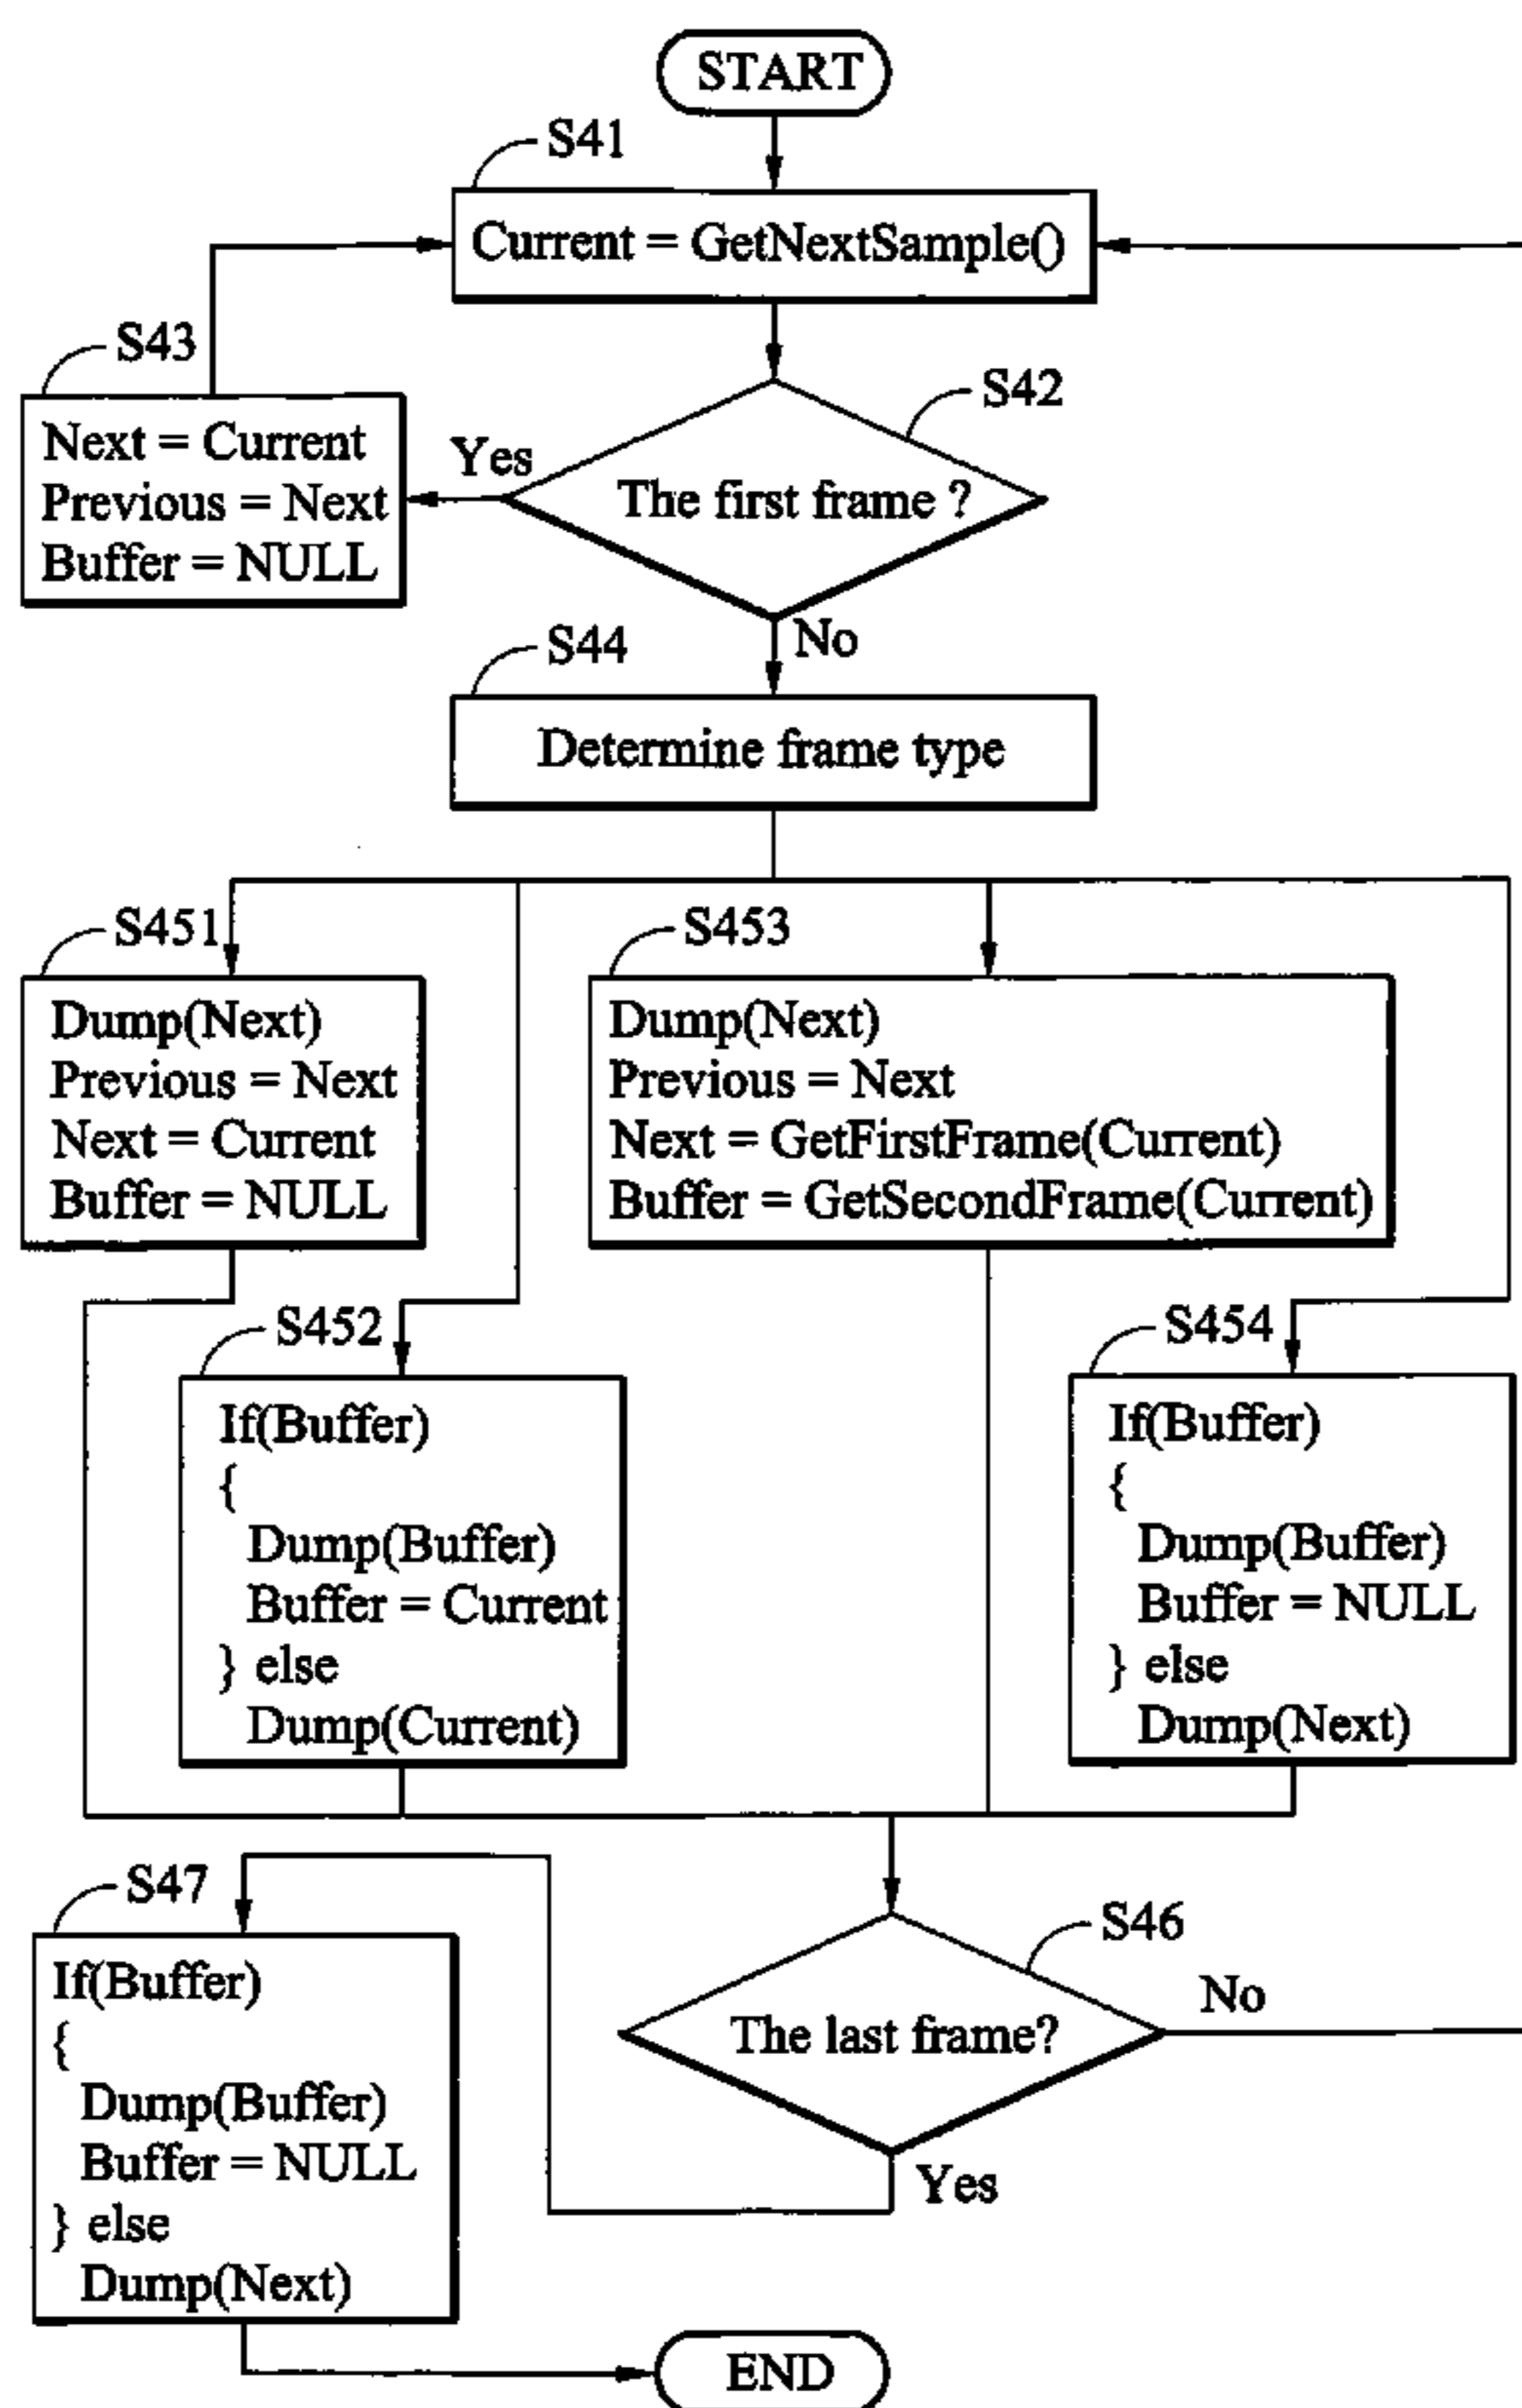 START
S41
Current = GetNextSample()
S43
Next = Current
Previous = Next
Buffer = NULL
Yes
S42
The first frame ?
No
S44
Determine frame type
S451
Dump(Next)
Previous = Next
Next = Current
Buffer = NULL
S453
Dump(Next)
Previous = Next
Next = GetFirstFrame(Current)
Buffer = GetSecondFrame(Current)
S452
If(Buffer)
{
Dump(Buffer)
Buffer = Current
} else
Dump(Current)
S454
If(Buffer)
{
Dump(Buffer)
Buffer = NULL
} else
Dump(Next)
S47
If(Buffer)
{
Dump(Buffer)
Buffer = NULL
} else
Dump(Next)
S46
The last frame?
No
Yes
END